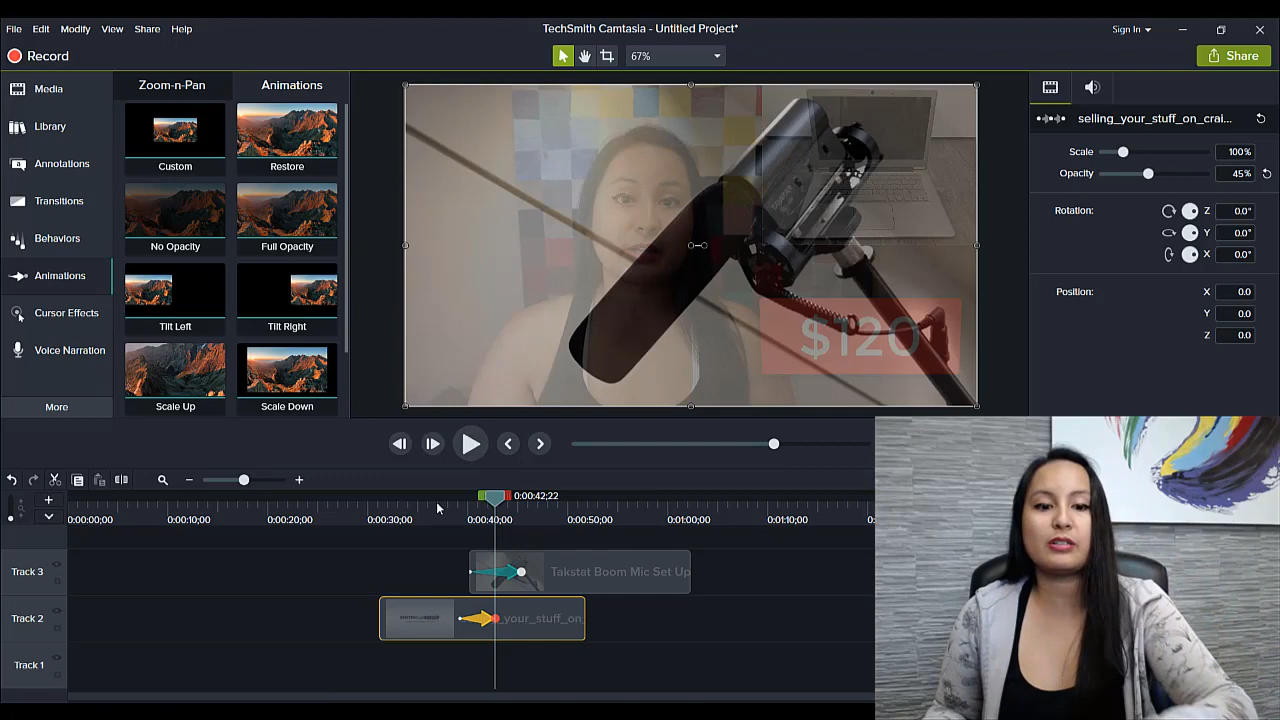 TechSmith Camtasia - Untitled Project*
File Edit Modify View Share Help
Sign In
Record
67%
Share
Media
Library
Annotations
Transitions
Behaviors
Animations
Cursor Effects
Voice Narration
More
Zoom-n-Pan
Animations
Custom
Restore
No Opacity
Full Opacity
Tilt Left
Tilt Right
Scale Up
Scale Down
$120
selling_your_stuff_on_crai...
Scale 100%
Opacity 45%
Rotation: Z 0.0°
Y 0.0°
X 0.0°
Position: X 0.0
Y 0.0
Z 0.0
0:00:42;22
0:00:00;00 0:00:10;00 0:00:20;00 0:00:30;00 0:00:40;00 0:00:50;00 0:01:00;00 0:01:10;00
Track 3
Takstat Boom Mic Set Up
Track 2
_your_stuff_on_
Track 1